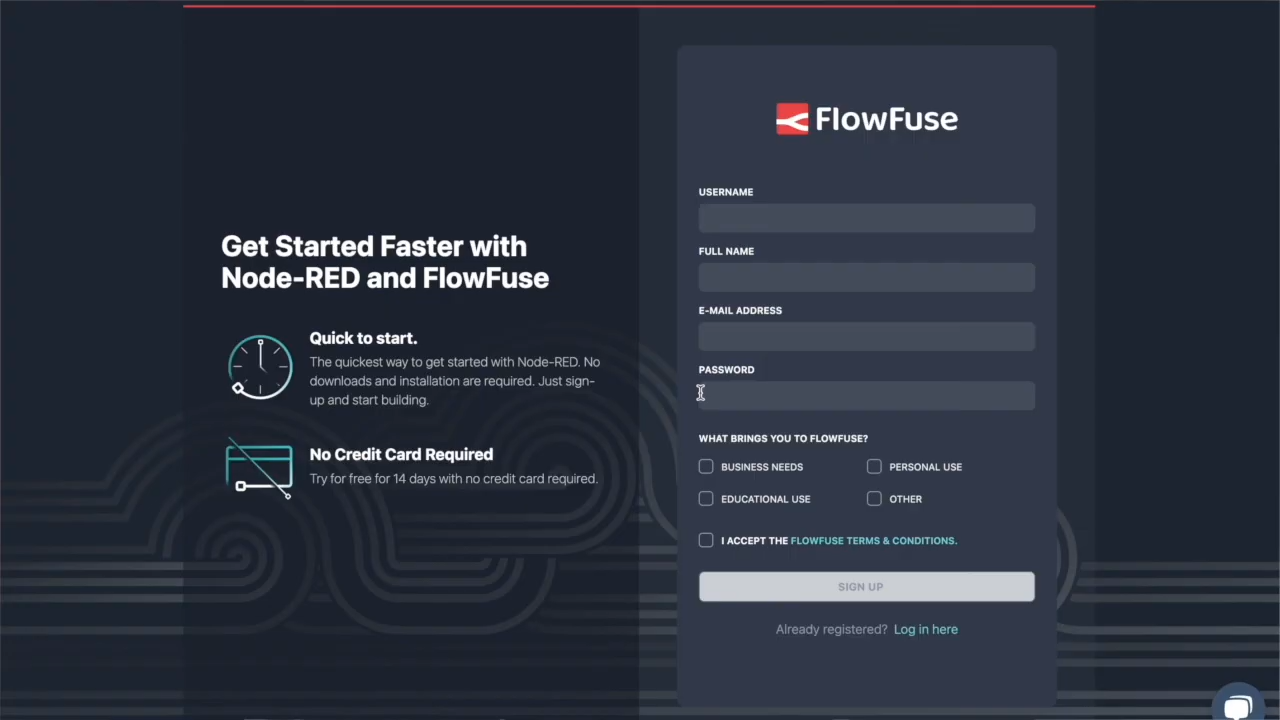 Get Started Faster with
Node-RED and FlowFuse
Quick to start.
The quickest way to get started with Node-RED. No
downloads and installation are required. Just sign-
up and start building.
No Credit Card Required
Try for free for 14 days with no credit card required.
FlowFuse
USERNAME
FULL NAME
E-MAIL ADDRESS
PASSWORD
WHAT BRINGS YOU TO FLOWFUSE?
BUSINESS NEEDS
PERSONAL USE
EDUCATIONAL USE
OTHER
I ACCEPT THE FLOWFUSE TERMS & CONDITIONS.
SIGN UP
Already registered? Log in here